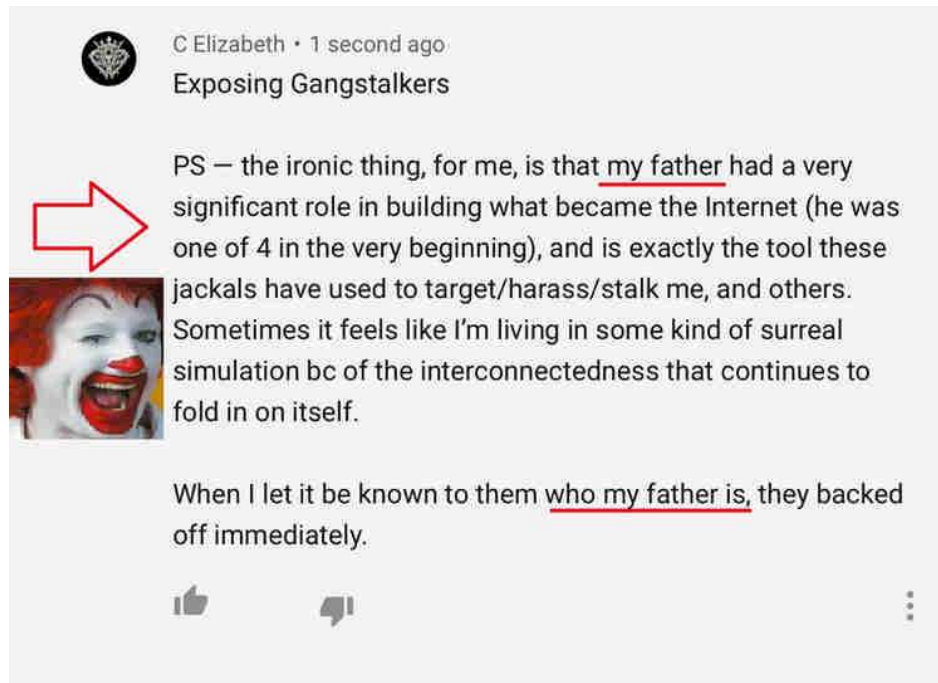 C Elizabeth • 1 second ago
Exposing Gangstalkers
PS — the ironic thing, for me, is that my father had a very
significant role in building what became the Internet (he was
one of 4 in the very beginning), and is exactly the tool these
jackals have used to target/harass/stalk me, and others.
Sometimes it feels like I'm living in some kind of surreal
simulation bc of the interconnectedness that continues to
fold in on itself.
When I let it be known to them who my father is, they backed
off immediately.